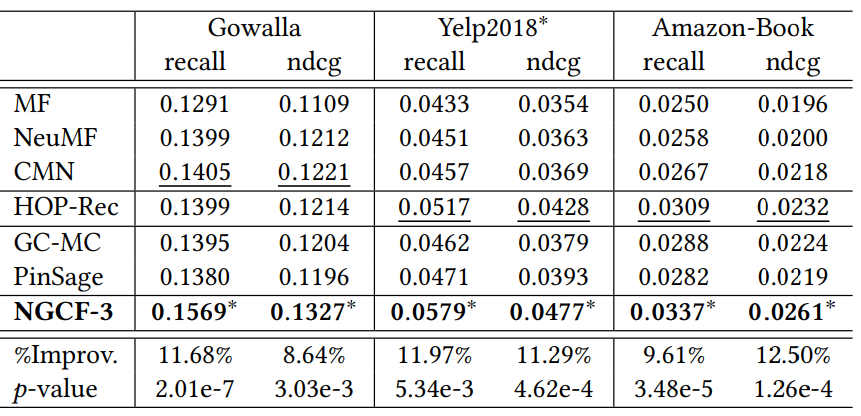 Gowalla Yelp2018* Amazon-Book
recall ndcg recall ndcg recall ndcg
MF 0.1291 0.1109 0.0433 0.0354 0.0250 0.0196
NeuMF 0.1399 0.1212 0.0451 0.0363 0.0258 0.0200
CMN 0.1405 0.1221 0.0457 0.0369 0.0267 0.0218
HOP-Rec 0.1399 0.1214 0.0517 0.0428 0.0309 0.0232
GC-MC 0.1395 0.1204 0.0462 0.0379 0.0288 0.0224
PinSage 0.1380 0.1196 0.0471 0.0393 0.0282 0.0219
NGCF-3 0.1569* 0.1327* 0.0579* 0.0477* 0.0337* 0.0261*
%Improv. 11.68% 8.64% 11.97% 11.29% 9.61% 12.50%
p-value 2.01e-7 3.03e-3 5.34e-3 4.62e-4 3.48e-5 1.26e-4